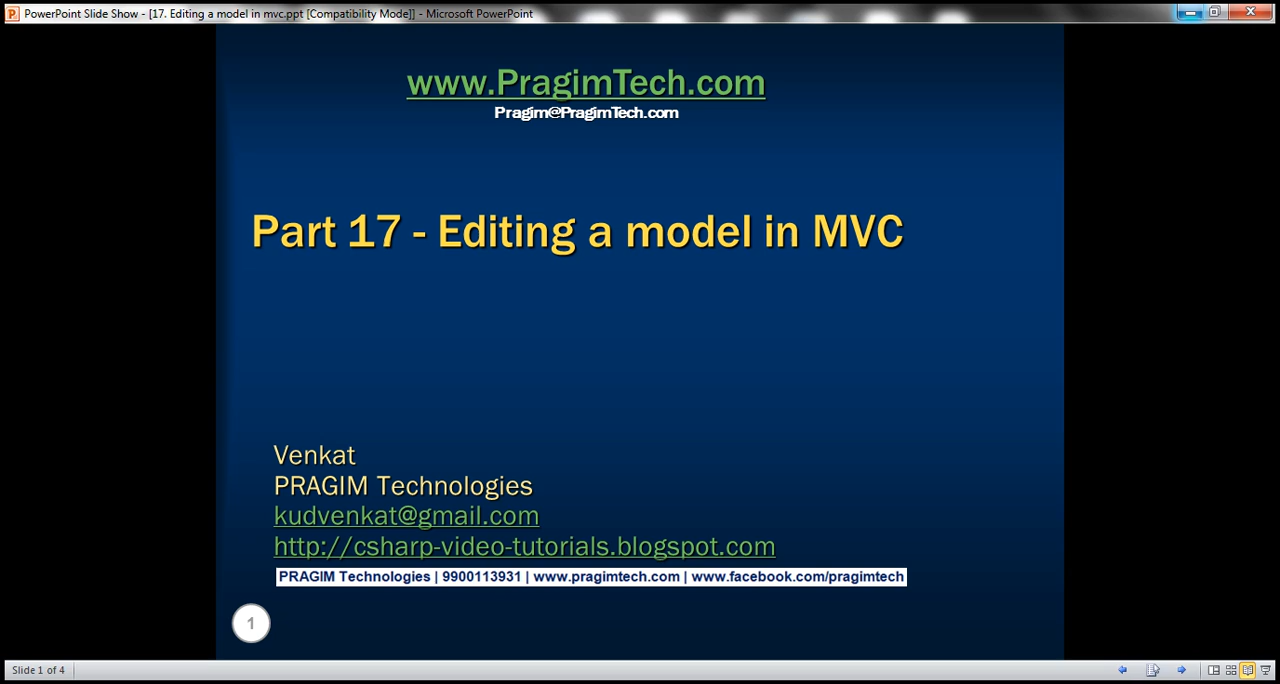 PowerPoint Slide Show - [17. Editing a model in mvc.ppt [Compatibility Mode]] - Microsoft PowerPoint
www.PragimTech.com
Pragim@PragimTech.com
Part 17 - Editing a model in MVC
Venkat
PRAGIM Technologies
kudvenkat@gmail.com
http://csharp-video-tutorials.blogspot.com
PRAGIM Technologies | 9900113931 | www.pragimtech.com | www.facebook.com/pragimtech
1
Slide 1 of 4